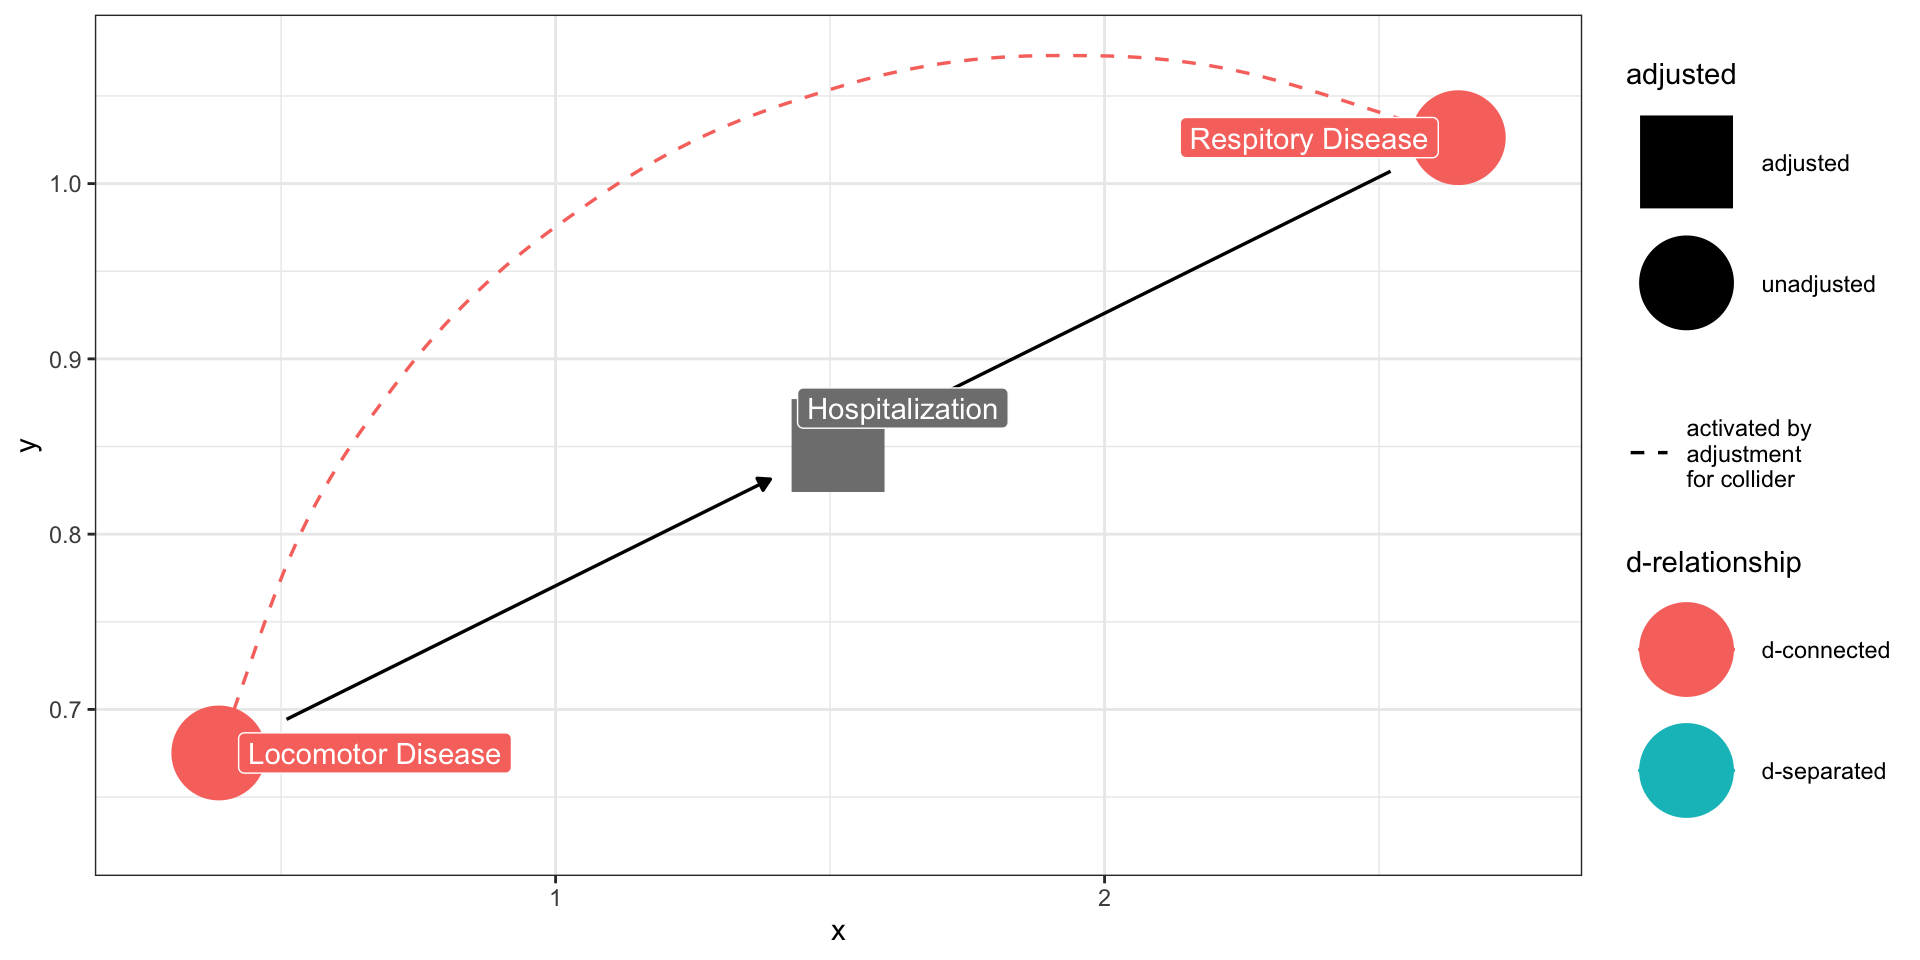 Respitory Disease
Hospitalization
Locomotor Disease
1.0
0.9
0.8
0.7
y
1
2
x
adjusted
adjusted
unadjusted
activated by
adjustment
for collider
d-relationship
d-connected
d-separated